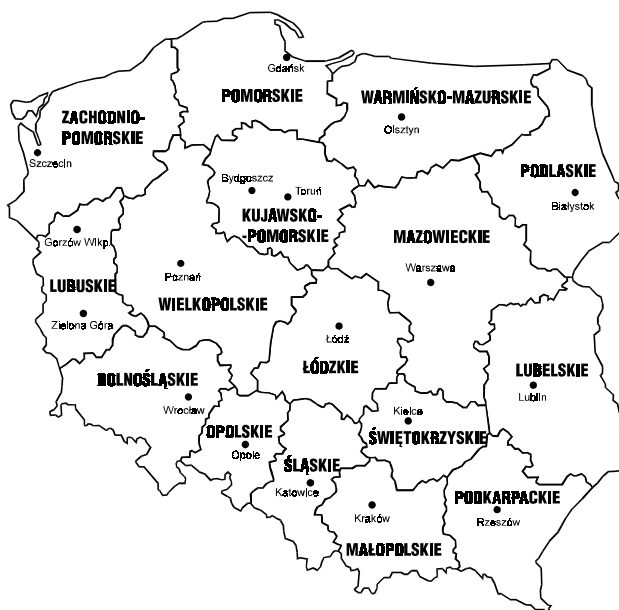 Gdańsk
POMORSKIE
WARMIŃSKO-MAZURSKIE
Olsztyn
ZACHODNIO-
POMORSKIE
Szczecin
PODLASKIE
Białystok
Bydgoszcz
Toruń
KUJAWSKO-
-POMORSKIE
MAZOWIECKIE
Warszawa
Gorzów Wlkp.
LUBUSKIE
Zielona Góra
Poznań
WIELKOPOLSKIE
Łódź
ŁÓDZKIE
LUBELSKIE
Lublin
DOLNOŚLĄSKIE
Wrocław
OPOLSKIE
Opole
Kielce
ŚWIĘTOKRZYSKIE
ŚLĄSKIE
Katowice
Kraków
MAŁOPOLSKIE
PODKARPACKIE
Rzeszów